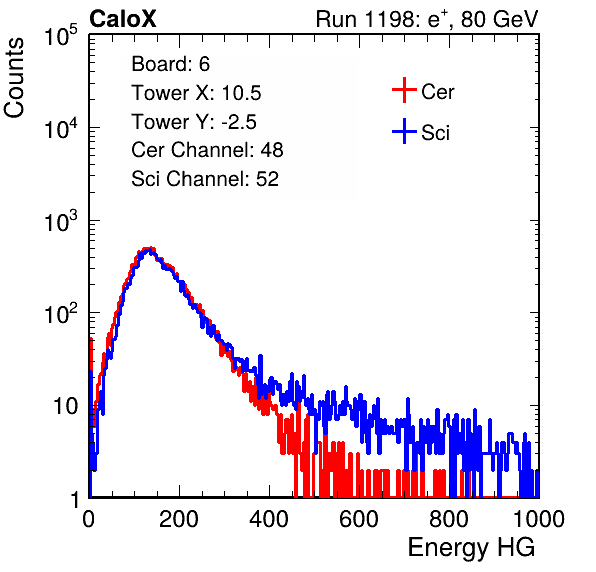 CaloX Run 1198: e⁺, 80 GeV
Counts
10⁵
10⁴
10³
10²
10
1
Board: 6
Tower X: 10.5
Tower Y: -2.5
Cer Channel: 48
Sci Channel: 52
Cer
Sci
0 200 400 600 800 1000
Energy HG